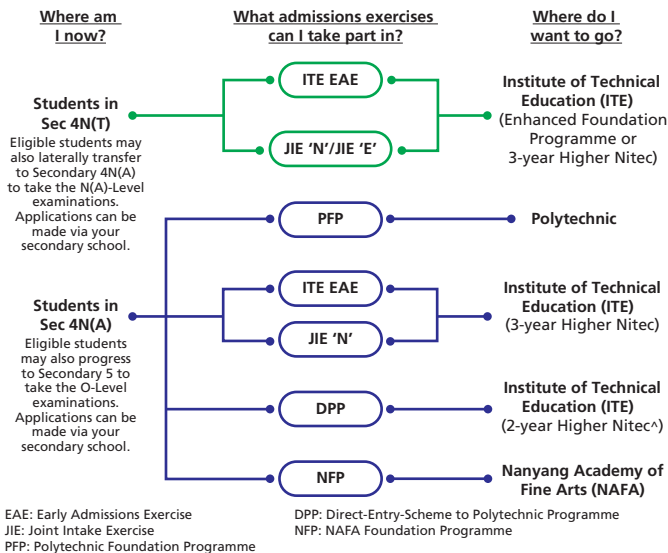 Where am
I now?
What admissions exercises
can I take part in?
Where do I
want to go?
Students in
Sec 4N(T)
Eligible students may
also laterally transfer
to Secondary 4N(A)
to take the N(A)-Level
examinations.
Applications can be
made via your
secondary school.
ITE EAE
JIE 'N'/JIE 'E'
Institute of Technical
Education (ITE)
(Enhanced Foundation
Programme or
3-year Higher Nitec)
Students in
Sec 4N(A)
Eligible students
may also progress
to Secondary 5 to
take the O-Level
examinations.
Applications can be
made via your
secondary school.
PFP
Polytechnic
ITE EAE
JIE 'N'
Institute of Technical
Education (ITE)
(3-year Higher Nitec)
DPP
Institute of Technical
Education (ITE)
(2-year Higher Nitec^)
NFP
Nanyang Academy of
Fine Arts (NAFA)
EAE: Early Admissions Exercise
JIE: Joint Intake Exercise
PFP: Polytechnic Foundation Programme
DPP: Direct-Entry-Scheme to Polytechnic Programme
NFP: NAFA Foundation Programme